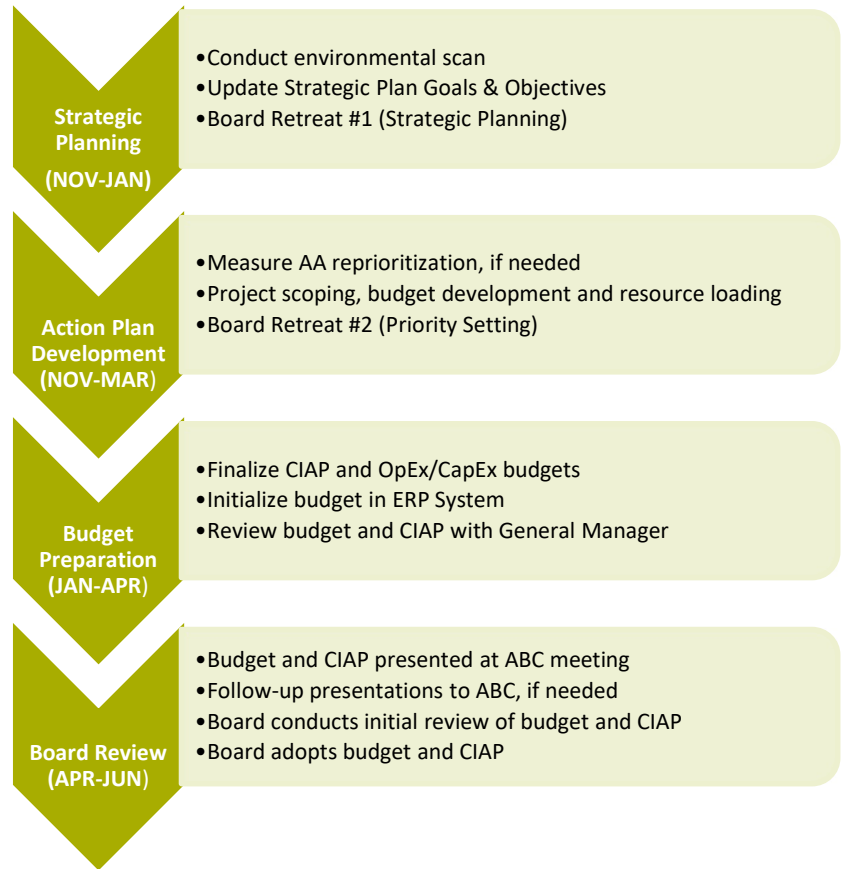 Strategic
Planning
(NOV-JAN)
•Conduct environmental scan
•Update Strategic Plan Goals & Objectives
•Board Retreat #1 (Strategic Planning)
Action Plan
Development
(NOV-MAR)
•Measure AA reprioritization, if needed
•Project scoping, budget development and resource loading
•Board Retreat #2 (Priority Setting)
Budget
Preparation
(JAN-APR)
•Finalize CIAP and OpEx/CapEx budgets
•Initialize budget in ERP System
•Review budget and CIAP with General Manager
Board Review
(APR-JUN)
•Budget and CIAP presented at ABC meeting
•Follow-up presentations to ABC, if needed
•Board conducts initial review of budget and CIAP
•Board adopts budget and CIAP